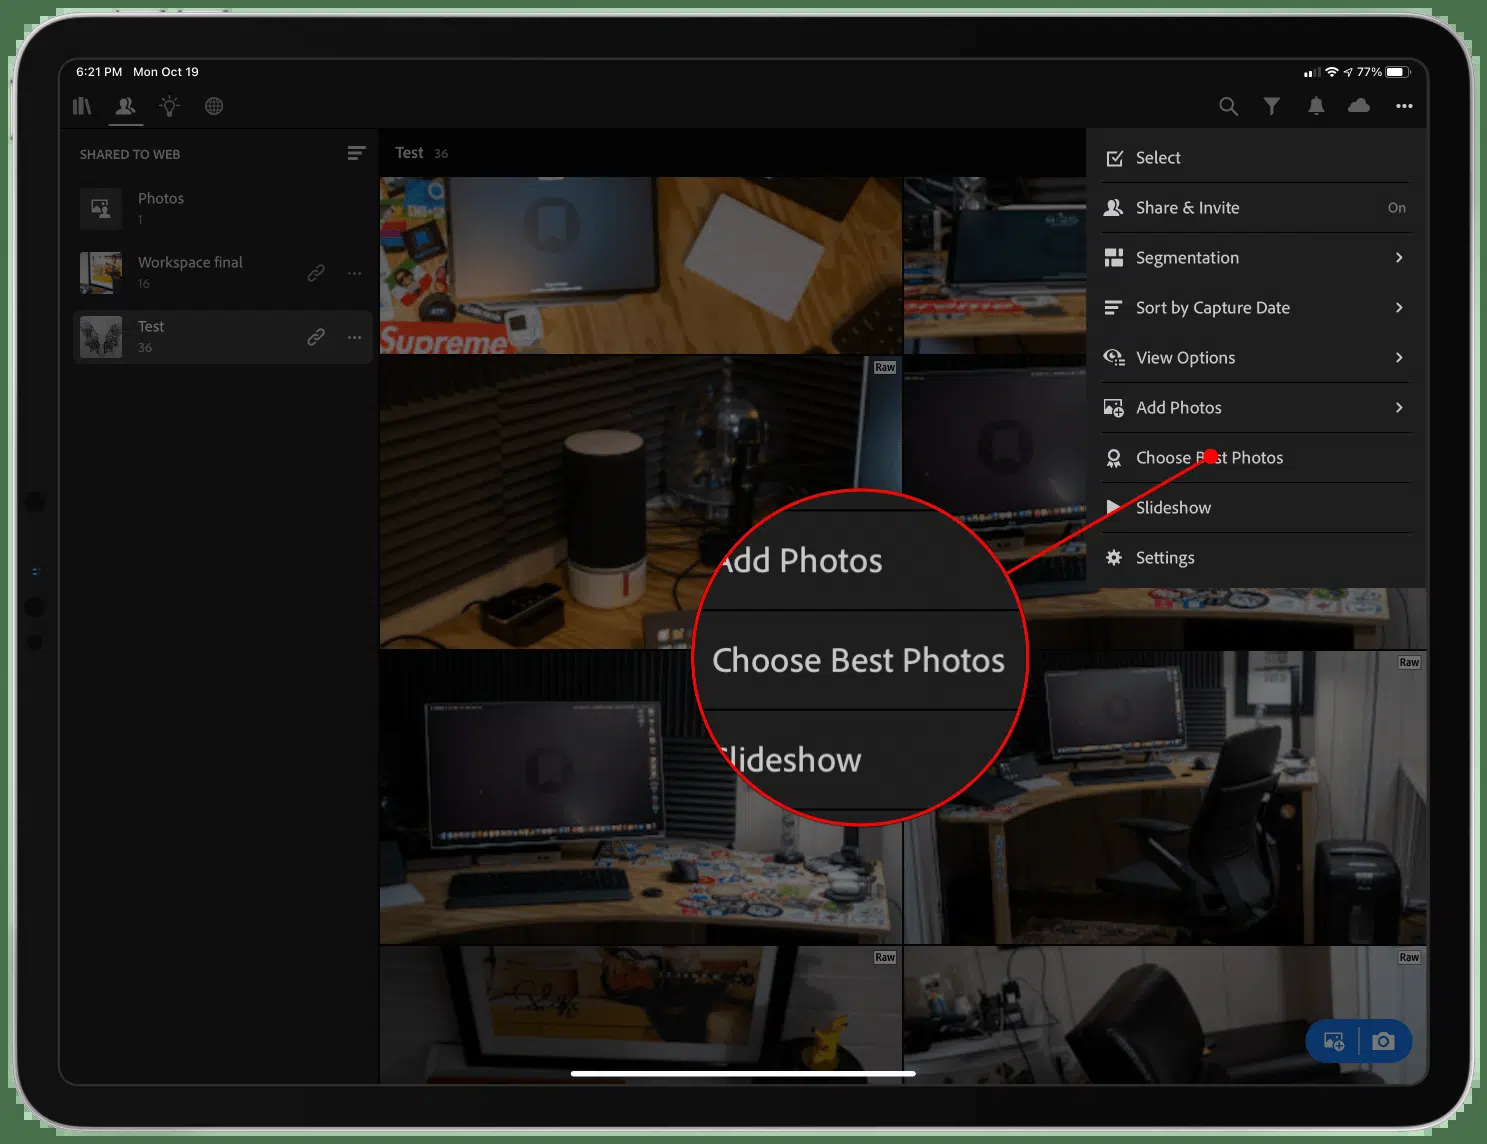 6:21 PM Mon Oct 19
77%
SHARED TO WEB
Photos
1
Workspace final
16
Test
36
Test 36
Supreme
Raw
Raw
Raw
Raw
Select
Share & Invite On
Segmentation
Sort by Capture Date
View Options
Add Photos
Choose Best Photos
Slideshow
Settings
Add Photos
Choose Best Photos
Slideshow